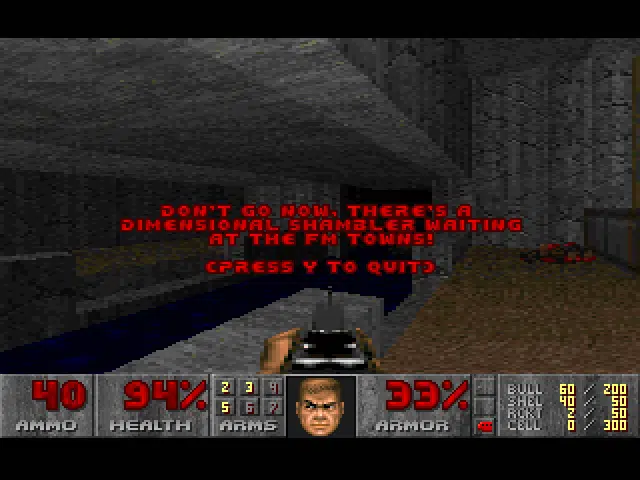 DON'T GO NOW, THERE'S A
DIMENSIONAL SHAMBLER WAITING
AT THE FM TOWNS!
(PRESS Y TO QUIT)
40 94% 2 3 4 33% BULL 60 / 200
5 6 7 SHEL 40 / 50
RCKT 2 / 50
AMMO HEALTH ARMS ARMOR CELL 0 / 300